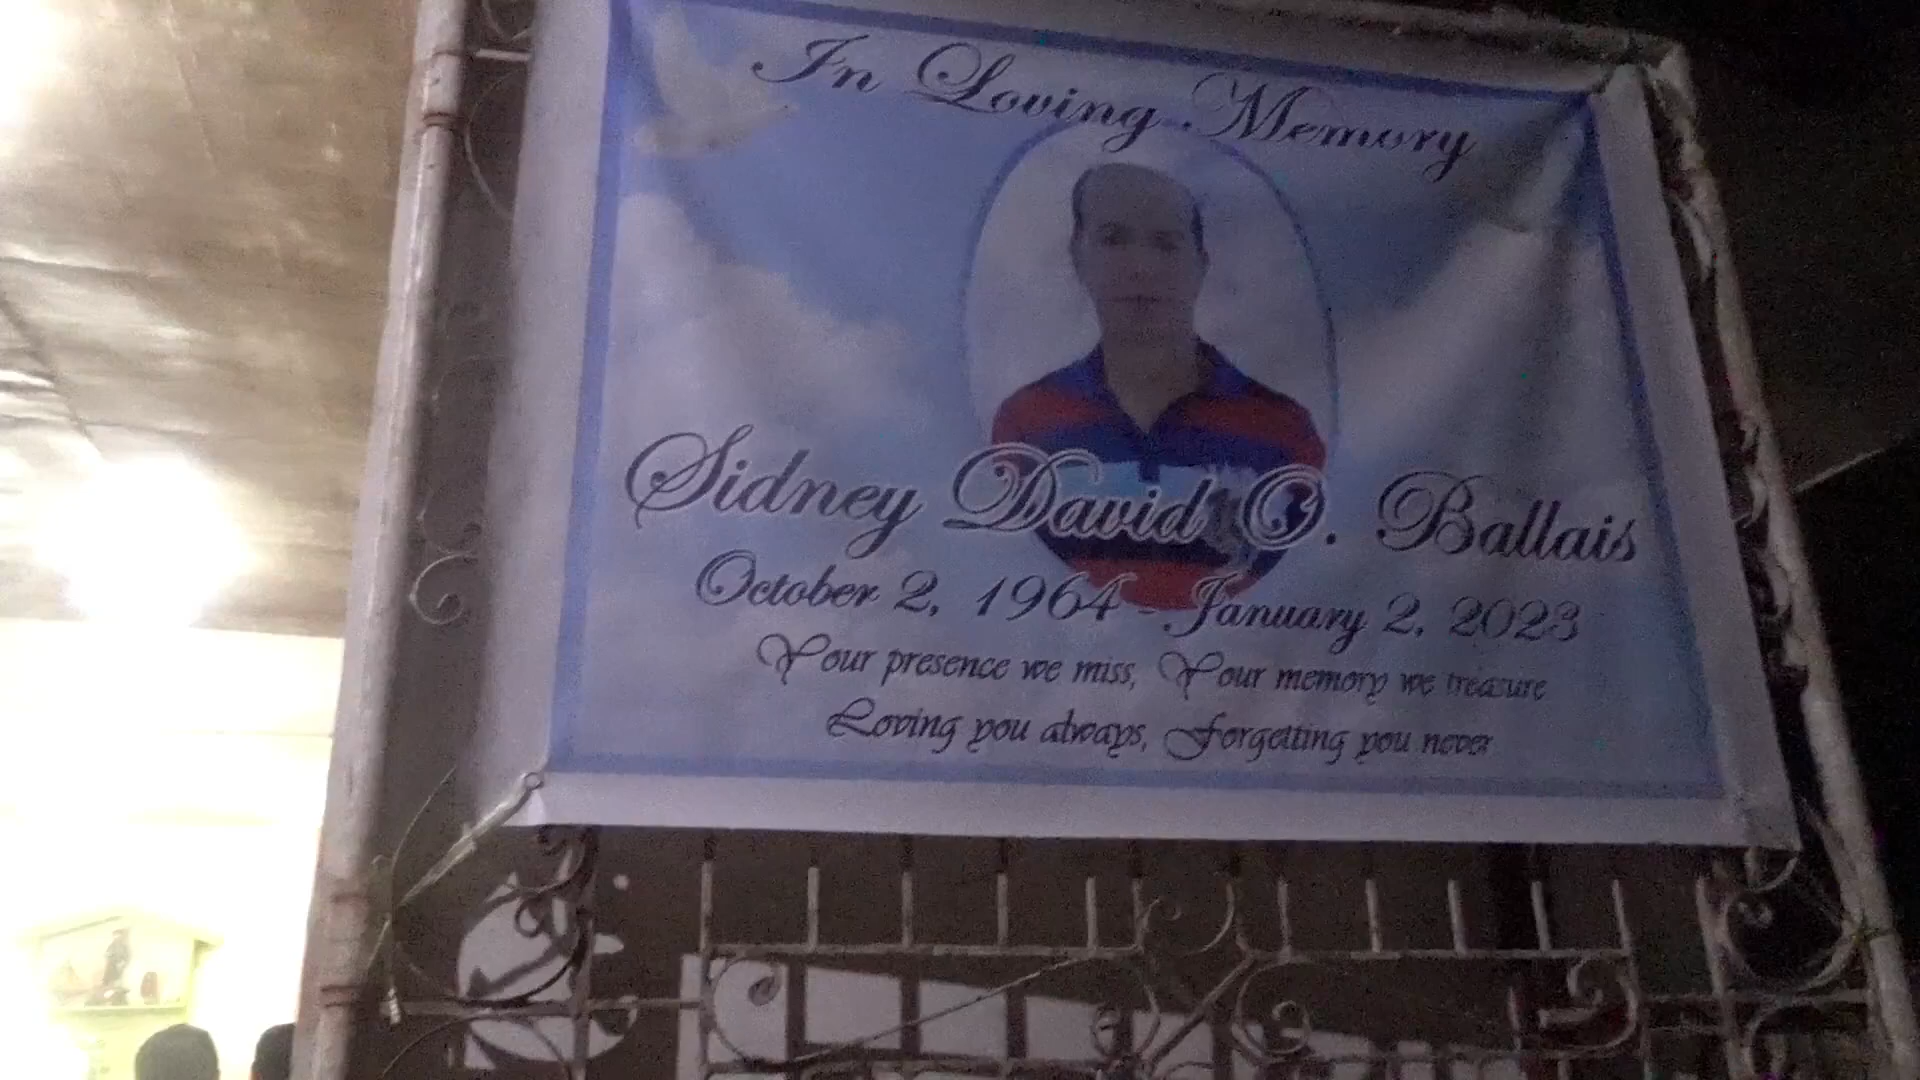 In Loving Memory
Sidney David O. Ballais
October 2, 1964 - January 2, 2023
Your presence we miss, Your memory we treasure
Loving you always, Forgetting you never